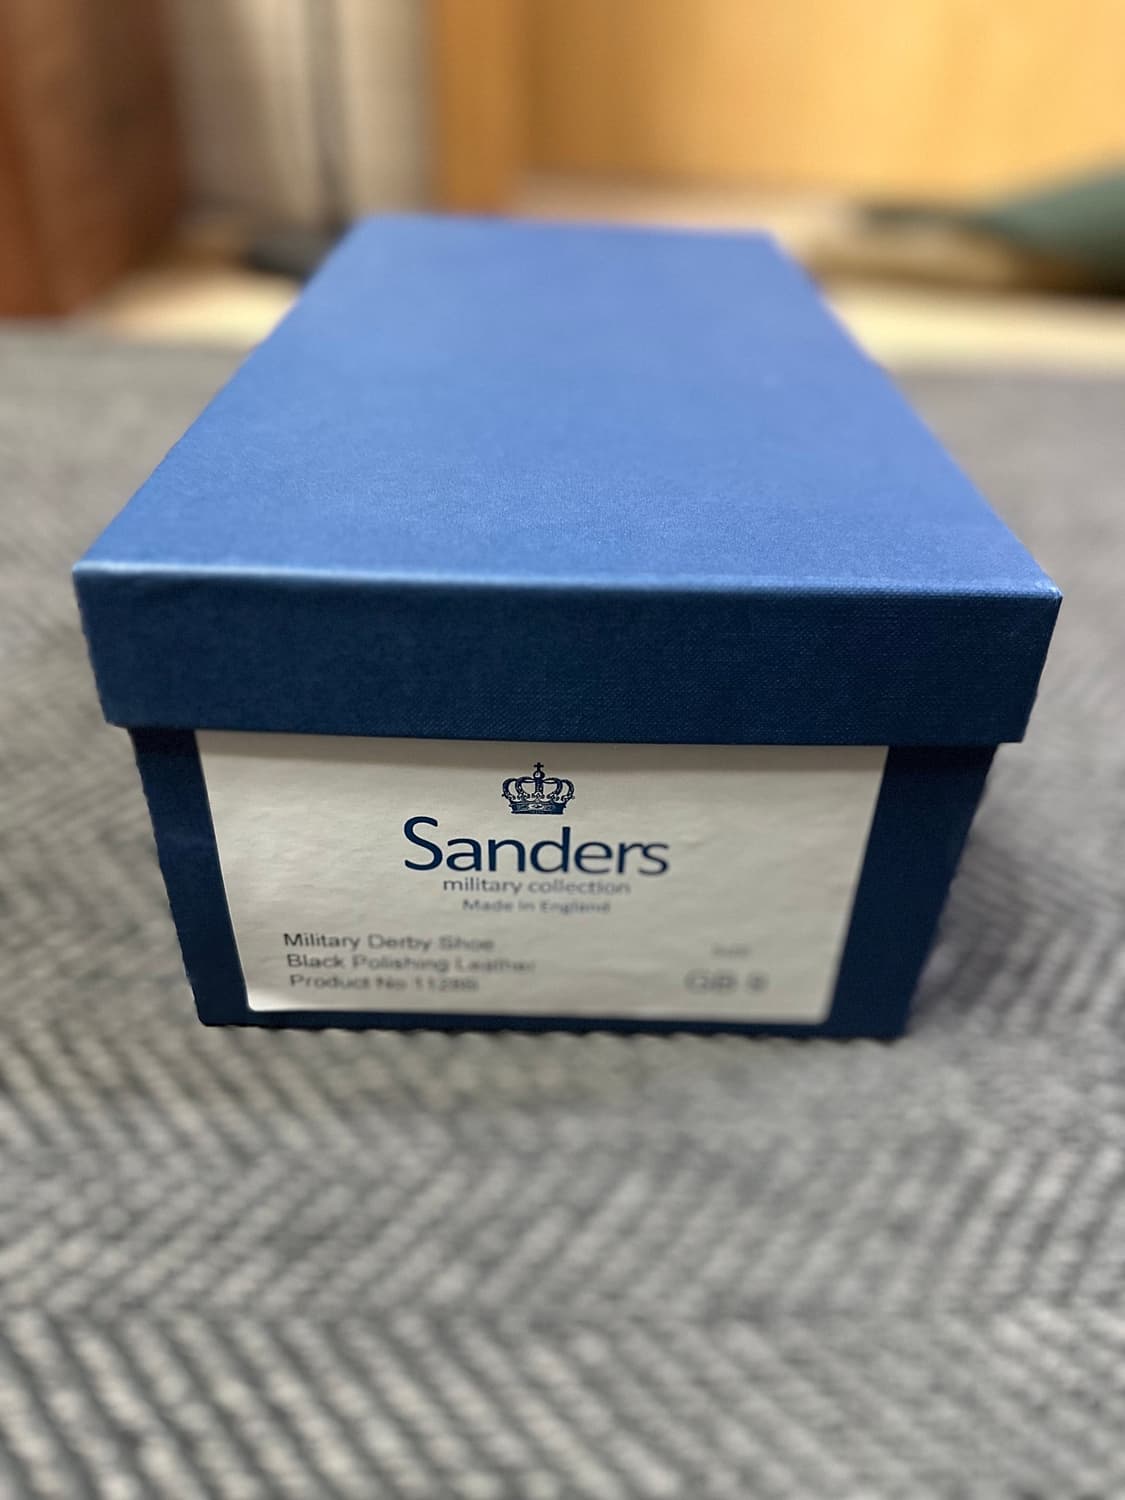 Sanders
military collection
Made in England
Military Derby Shoe
Black Polishing Leather
Product No